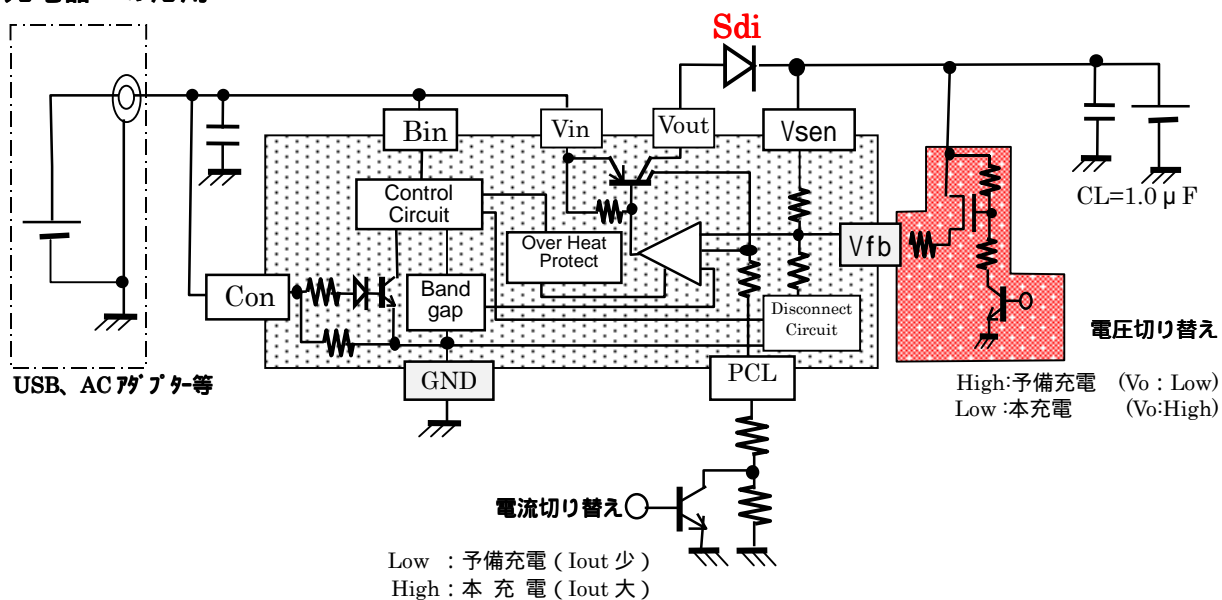 Sdi
Bin
Vin
Vout
Vsen
Control
Circuit
CL=1.0 μ F
Over Heat
Protect
Vfb
Con
Band
gap
Disconnect
Circuit
電圧切り替え
USB、AC アダプター等
GND
PCL
High:予備充電 (Vo : Low)
Low :本充電 (Vo:High)
電流切り替え
Low : 予備充電 ( Iout 少 )
High : 本 充 電 ( Iout 大 )